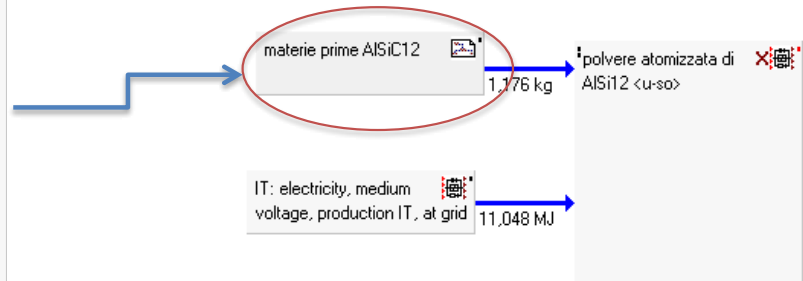 materie prime AlSiC12
1,176 kg
polvere atomizzata di
AlSi12 <u-so>
IT: electricity, medium
voltage, production IT, at grid
11,048 MJ